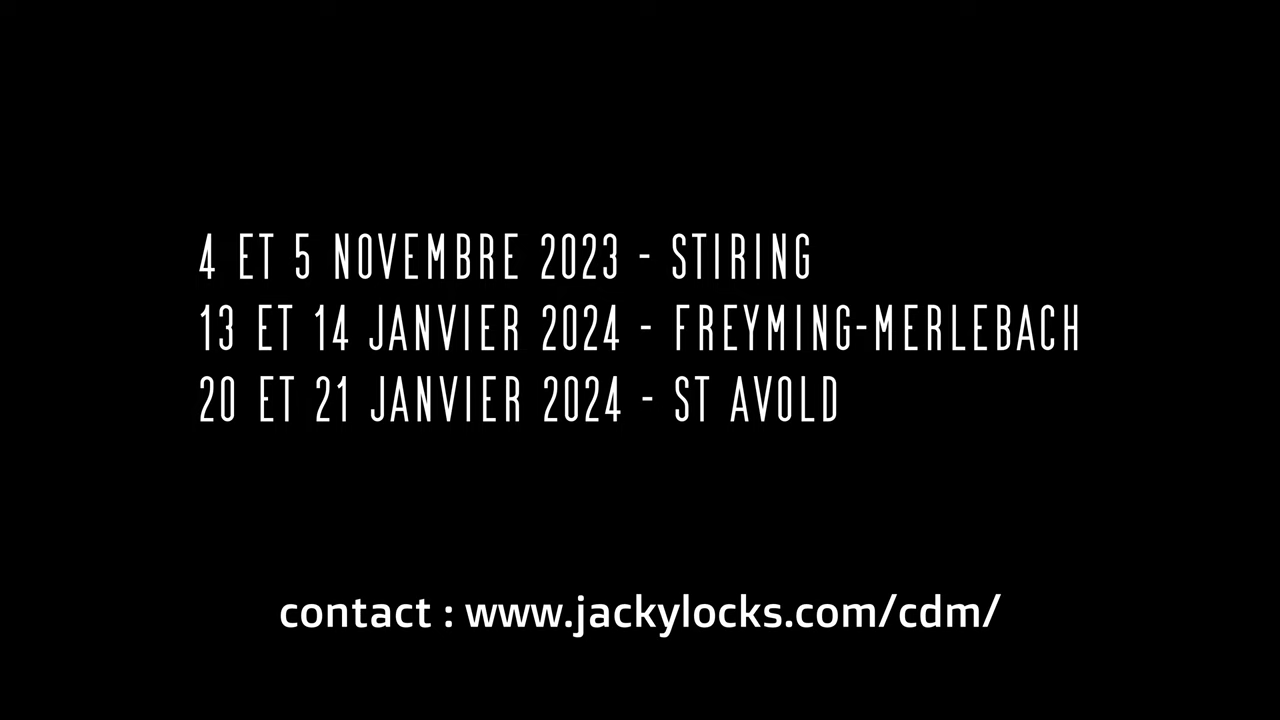 4 ET 5 NOVEMBRE 2023 - STIRING
13 ET 14 JANVIER 2024 - FREYMING-MERLEBACH
20 ET 21 JANVIER 2024 - ST AVOLD
contact : www.jackylocks.com/cdm/